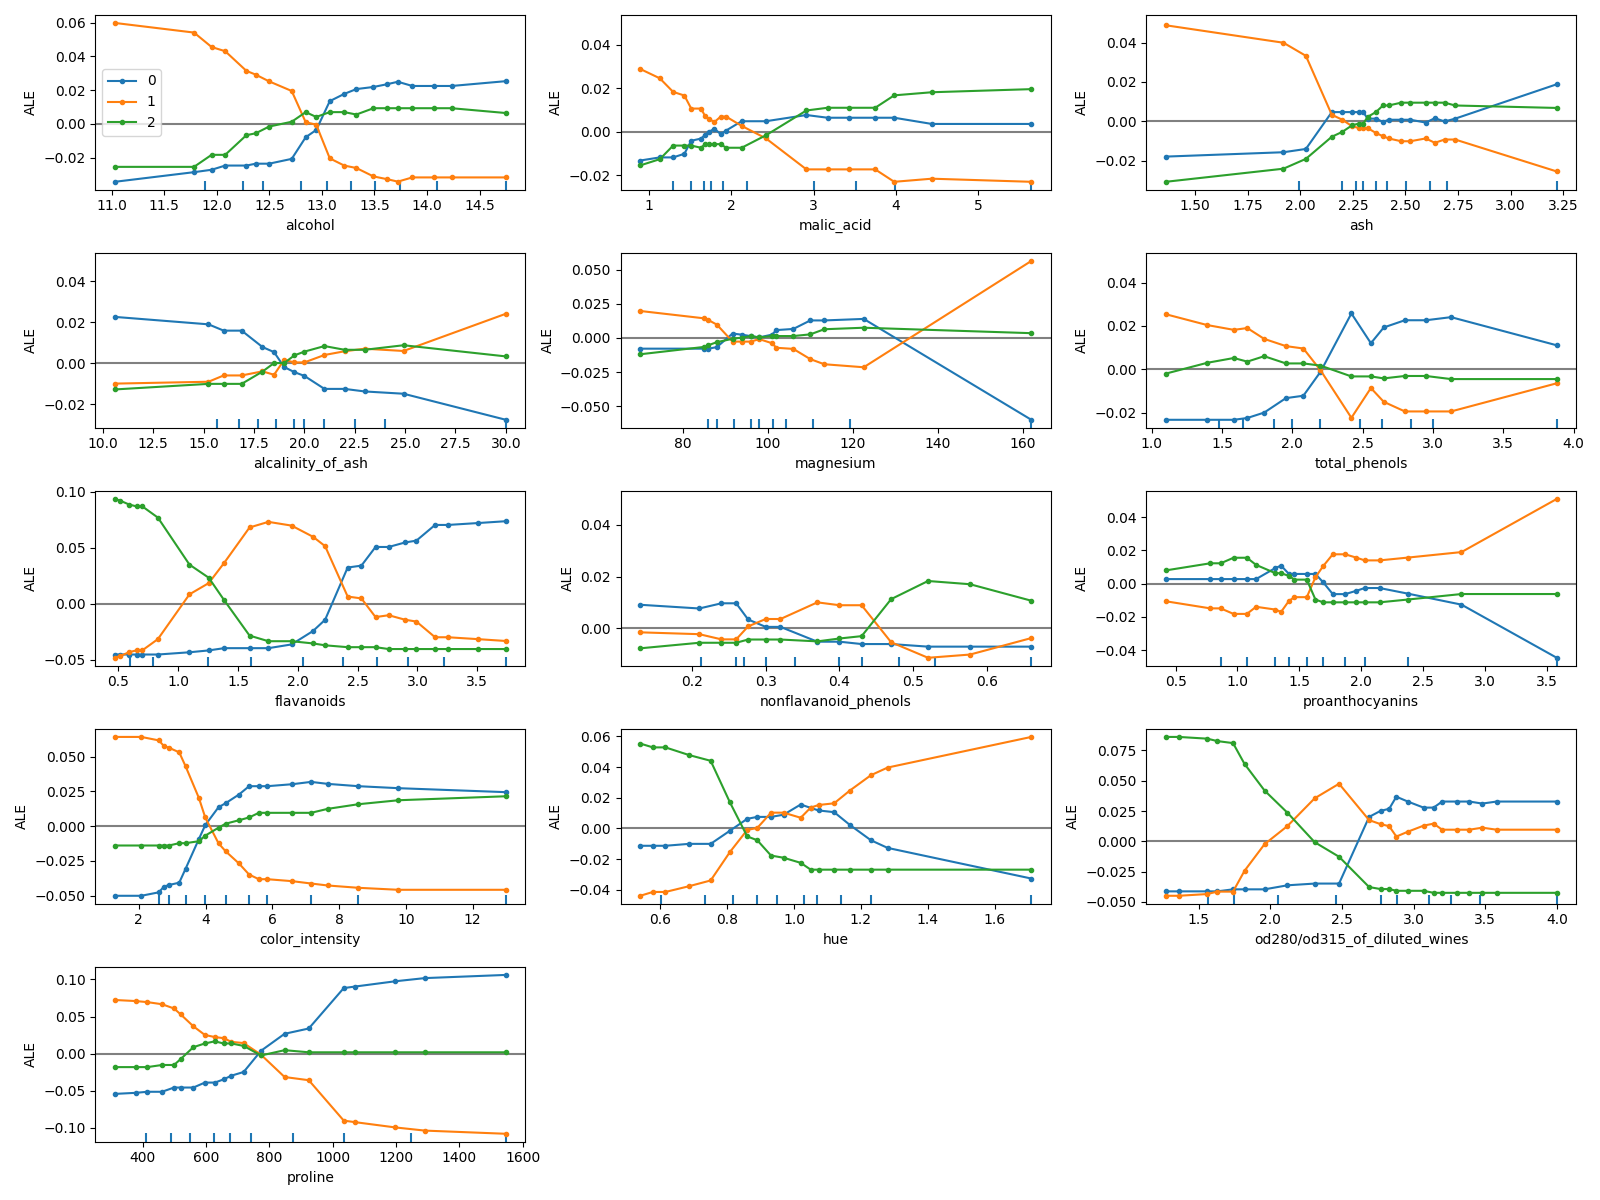 0.06
0.04
0.02
0.00
−0.02
ALE
0
1
2
11.0 11.5 12.0 12.5 13.0 13.5 14.0 14.5
alcohol
0.04
0.02
0.00
−0.02
ALE
1 2 3 4 5
malic_acid
0.04
0.02
0.00
−0.02
ALE
1.50 1.75 2.00 2.25 2.50 2.75 3.00 3.25
ash
0.04
0.02
0.00
−0.02
ALE
10.0 12.5 15.0 17.5 20.0 22.5 25.0 27.5 30.0
alcalinity_of_ash
0.050
0.025
0.000
−0.025
−0.050
ALE
80 100 120 140 160
magnesium
0.04
0.02
0.00
−0.02
ALE
1.0 1.5 2.0 2.5 3.0 3.5 4.0
total_phenols
0.10
0.05
0.00
−0.05
ALE
0.5 1.0 1.5 2.0 2.5 3.0 3.5
flavanoids
0.04
0.02
0.00
ALE
0.2 0.3 0.4 0.5 0.6
nonflavanoid_phenols
0.04
0.02
0.00
−0.02
−0.04
ALE
0.5 1.0 1.5 2.0 2.5 3.0 3.5
proanthocyanins
0.050
0.025
0.000
−0.025
−0.050
ALE
2 4 6 8 10 12
color_intensity
0.06
0.04
0.02
0.00
−0.02
−0.04
ALE
0.6 0.8 1.0 1.2 1.4 1.6
hue
0.075
0.050
0.025
0.000
−0.025
−0.050
ALE
1.5 2.0 2.5 3.0 3.5 4.0
od280/od315_of_diluted_wines
0.10
0.05
0.00
−0.05
−0.10
ALE
400 600 800 1000 1200 1400 1600
proline